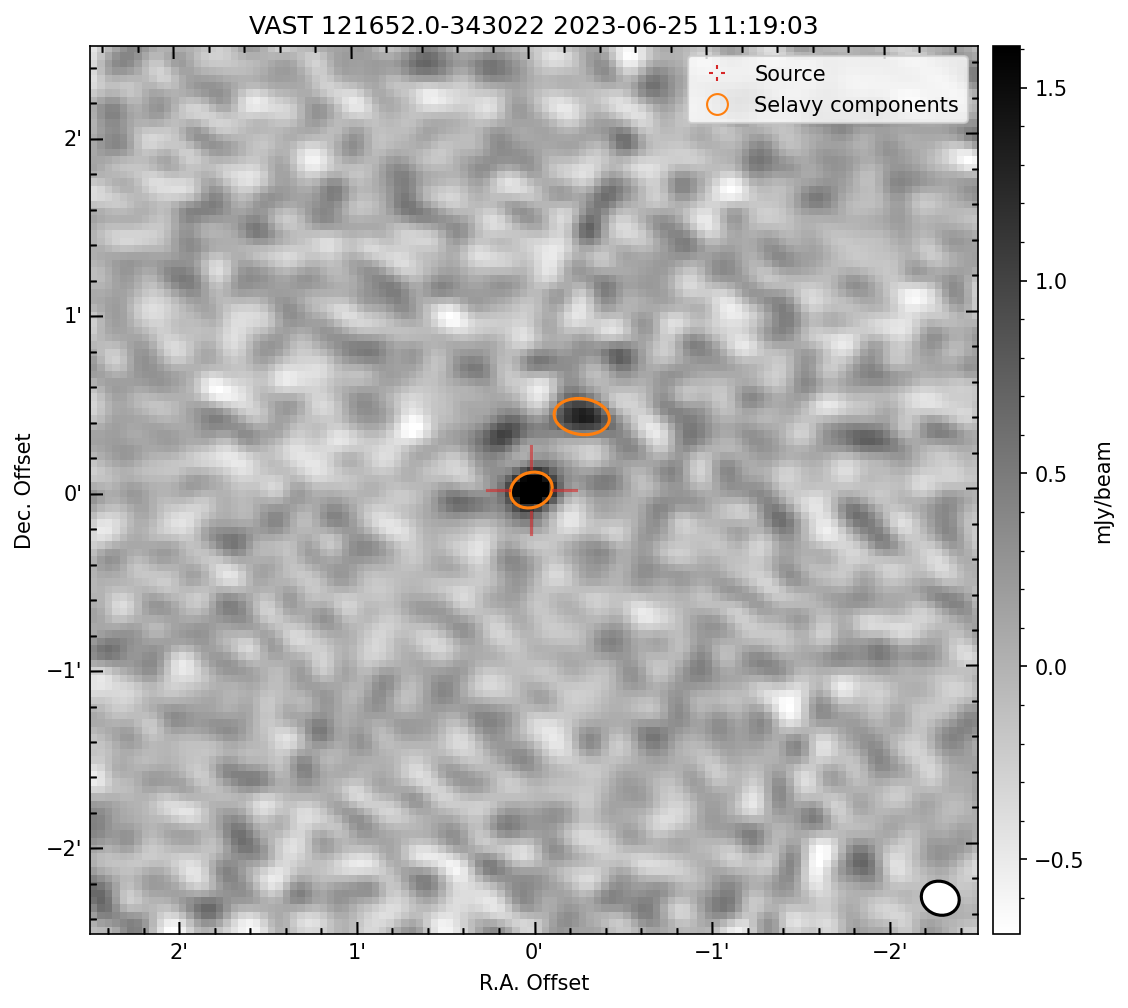 VAST 121652.0-343022 2023-06-25 11:19:03
Source
Selavy components
2'
1'
0'
−1'
−2'
Dec. Offset
2'
1'
0'
−1'
−2'
R.A. Offset
1.5
1.0
0.5
0.0
−0.5
mJy/beam